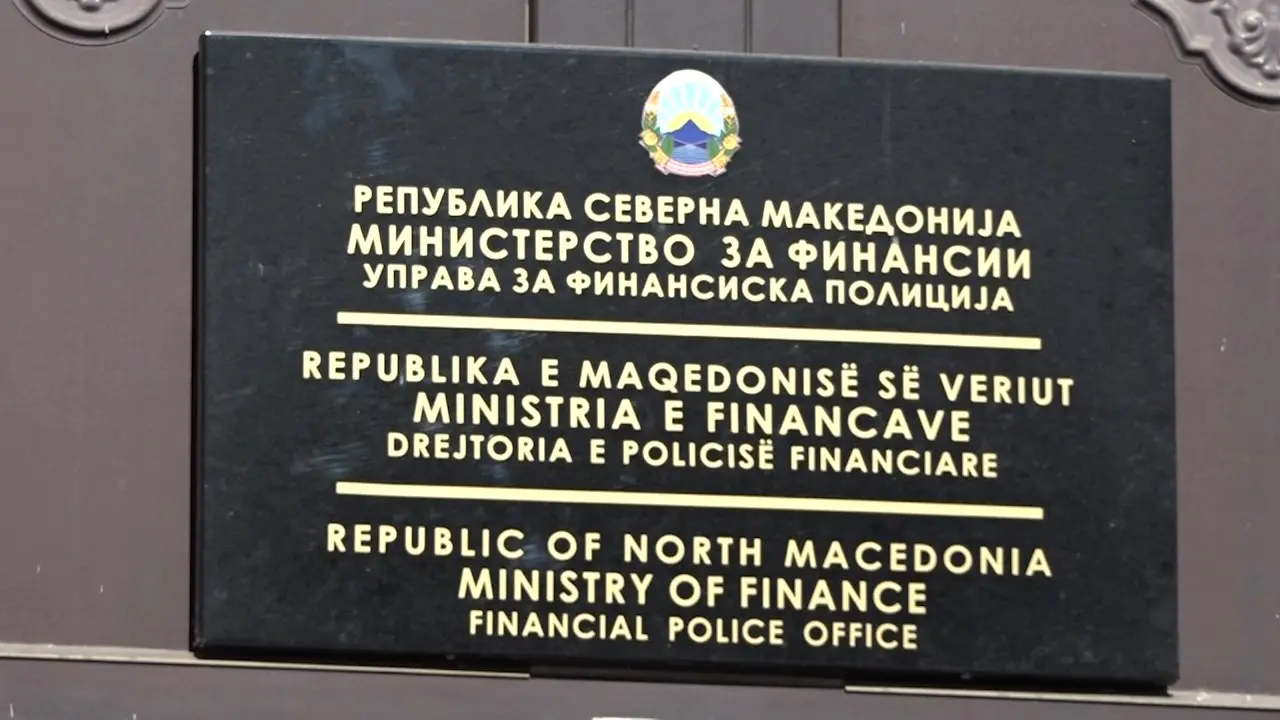 РЕПУБЛИКА СЕВЕРНА МАКЕДОНИЈА
МИНИСТЕРСТВО ЗА ФИНАНСИИ
УПРАВА ЗА ФИНАНСИСКА ПОЛИЦИЈА
REPUBLIKA E MAQEDONISË SË VERIUT
MINISTRIA E FINANCAVE
DREJTORIA E POLICISË FINANCIARE
REPUBLIC OF NORTH MACEDONIA
MINISTRY OF FINANCE
FINANCIAL POLICE OFFICE